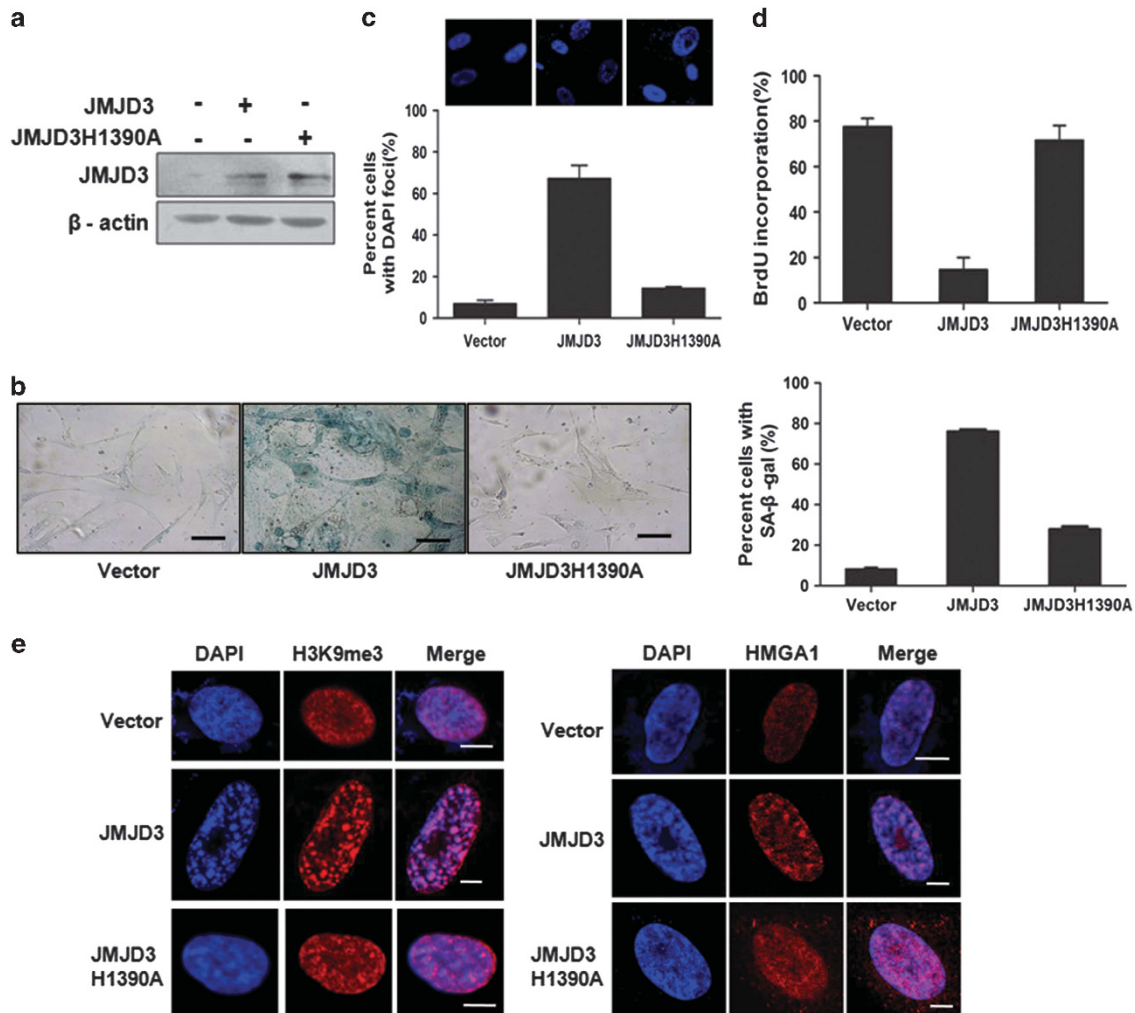 a
JMJD3 - + -
JMJD3H1390A - - +
JMJD3
β - actin
c
Percent cells
with DAPI foci(%)
100
80
60
40
20
0
Vector JMJD3 JMJD3H1390A
d
BrdU incorporation(%)
100
80
60
40
20
0
Vector JMJD3 JMJD3H1390A
b
Vector JMJD3 JMJD3H1390A
Percent cells with
SA-β -gal (%)
100
80
60
40
20
0
Vector JMJD3 JMJD3H1390A
e
DAPI H3K9me3 Merge
Vector
JMJD3
JMJD3
H1390A
DAPI HMGA1 Merge
Vector
JMJD3
JMJD3
H1390A